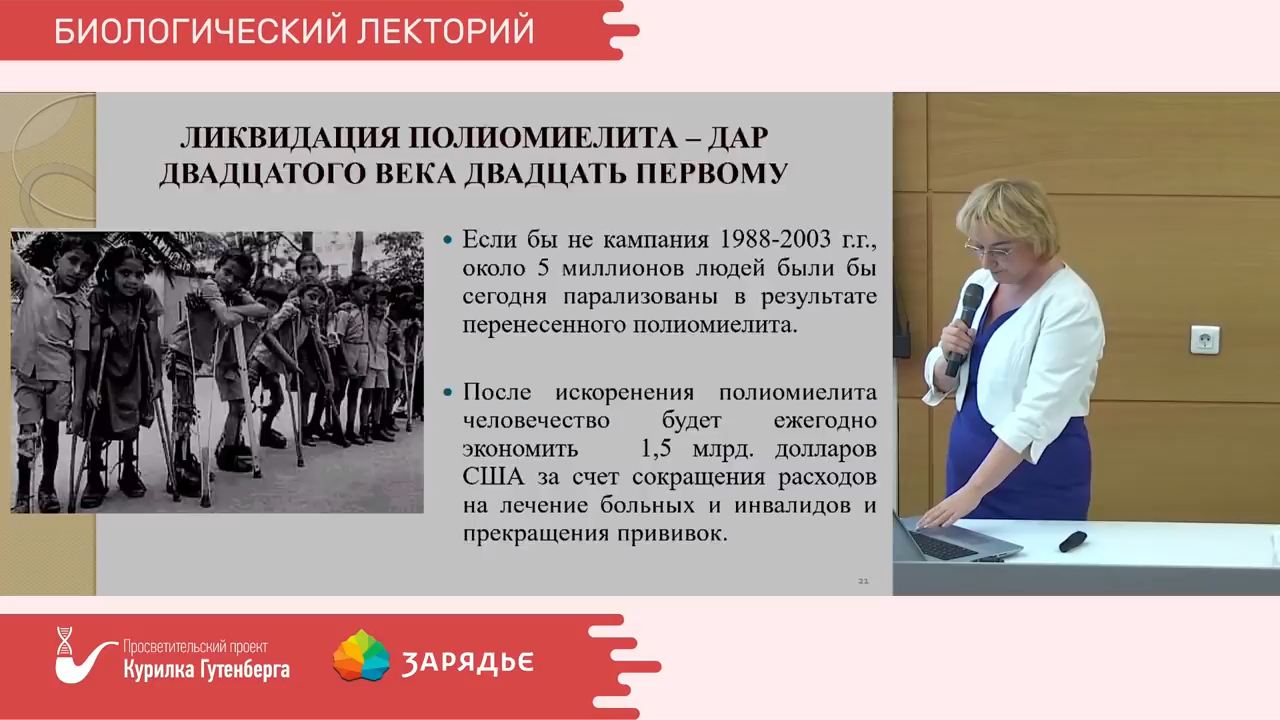 БИОЛОГИЧЕСКИЙ ЛЕКТОРИЙ
ЛИКВИДАЦИЯ ПОЛИОМИЕЛИТА – ДАР
ДВАДЦАТОГО ВЕКА ДВАДЦАТЬ ПЕРВОМУ
• Если бы не кампания 1988-2003 г.г.,
около 5 миллионов людей были бы
сегодня парализованы в результате
перенесенного полиомиелита.
• После искоренения полиомиелита
человечество будет ежегодно
экономить 1,5 млрд. долларов
США за счет сокращения расходов
на лечение больных и инвалидов и
прекращения прививок.
21
Просветительский проект
Курилка Гутенберга
ЗАРЯДЬЕ